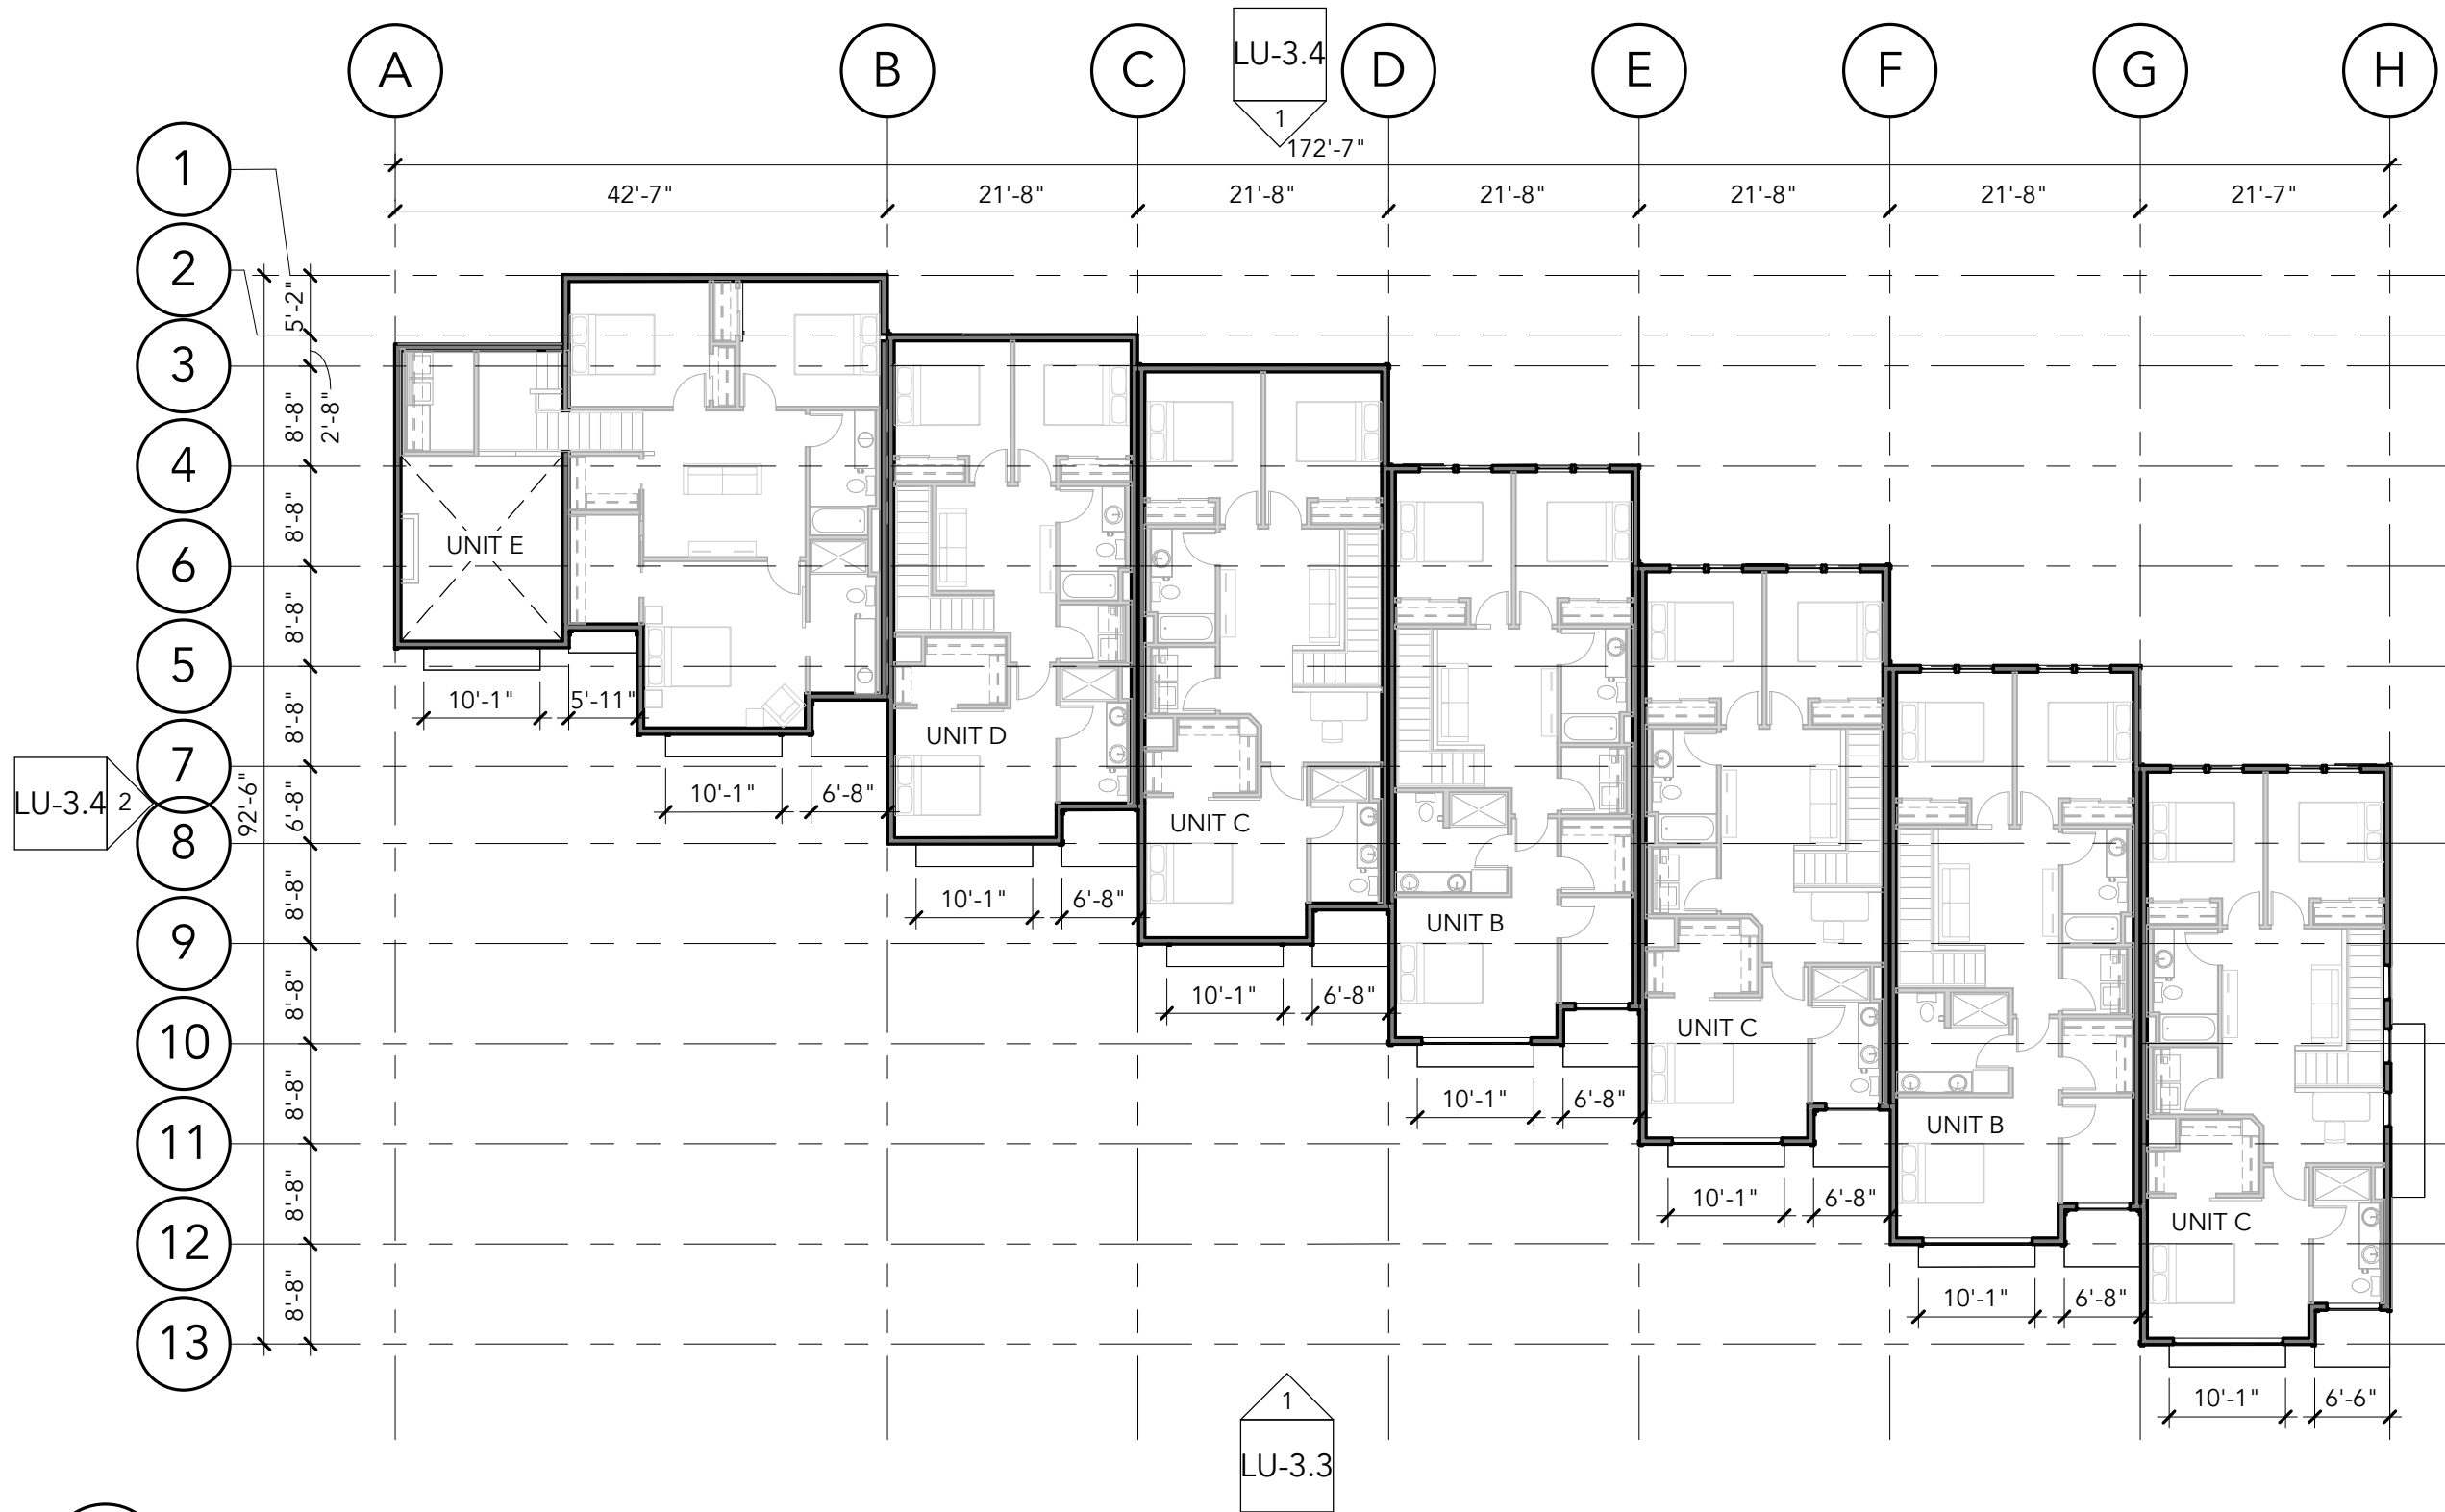 LU-3.4
1
A
B
C
D
E
F
G
H
172'-7"
42'-7"
21'-8"
21'-8"
21'-8"
21'-8"
21'-8"
21'-7"
1
2
3
4
6
5
7
8
9
10
11
12
13
5'-2"
2'-8"
8'-8"
8'-8"
8'-8"
8'-8"
6'-8"
8'-8"
8'-8"
8'-8"
8'-8"
8'-8"
92'-6"
LU-3.4
2
UNIT E
10'-1"
5'-11"
10'-1"
6'-8"
UNIT D
10'-1"
6'-8"
UNIT C
10'-1"
6'-8"
UNIT B
10'-1"
6'-8"
UNIT C
10'-1"
6'-8"
UNIT B
10'-1"
6'-8"
UNIT C
10'-1"
6'-6"
1
LU-3.3